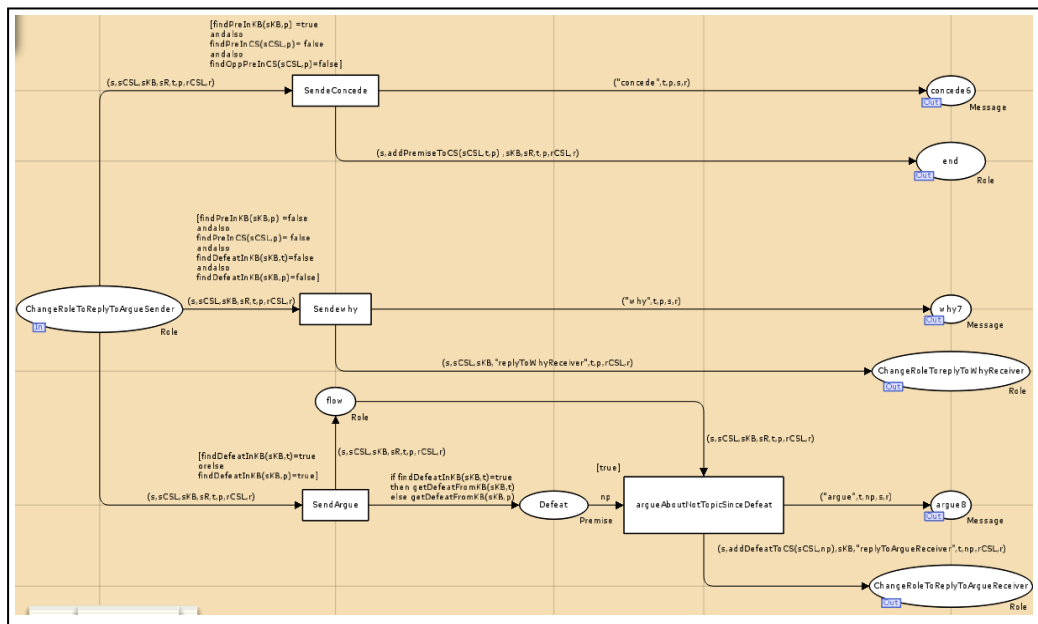 [findPreInKB(sKB,p) =true
andalso
findPreInCS(sCSL,p)= false
andalso
findOppPreInCS(sCSL,p)=false]
(s,sCSL,sKB,sR,t,p,rCSL,r)
SendeConcede
("concede",t,p,s,r)
concede6
Out
Message
(s,addPremiseToCS(sCSL,t,p) ,sKB,sR,t,p,rCSL,r)
end
Out
Role
[findPreInKB(sKB,p) =false
andalso
findPreInCS(sCSL,p)= false
andalso
findDefeatInKB(sKB,t)=false
andalso
findDefeatInKB(sKB,p)=false]
ChangeRoleToReplyToArgueSender
In
Role
(s,sCSL,sKB,sR,t,p,rCSL,r)
Sendewhy
("why",t,p,s,r)
why7
Out
Message
(s,sCSL,sKB,"replyToWhyReceiver",t,p,rCSL,r)
ChangeRoleToreplyToWhyReceiver
Out
Role
flow
Role
(s,sCSL,sKB,sR,t,p,rCSL,r)
(s,sCSL,sKB,sR,t,p,rCSL,r)
[findDefeatInKB(sKB,t)=true
orelse
findDefeatInKB(sKB,p)=true]
(s,sCSL,sKB,sR,t,p,rCSL,r)
SendArgue
if findDefeatInKB(sKB,t)=true
then getDefeatFromKB(sKB,t)
else getDefeatFromKB(sKB,p)
Defeat
Premise
np
[true]
argueAboutNotTopicSinceDefeat
("argue",t,np,s,r)
argue8
Out
Message
(s,addDefeatToCS(sCSL,np),sKB,"replyToArgueReceiver",t,np,rCSL,r)
ChangeRoleToReplyToArgueReceiver
Out
Role